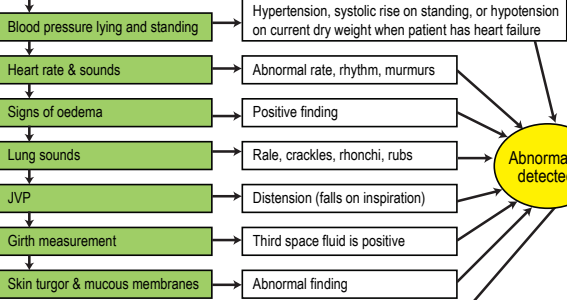 Blood pressure lying and standing
Hypertension, systolic rise on standing, or hypotension
on current dry weight when patient has heart failure
Heart rate & sounds
Abnormal rate, rhythm, murmurs
Signs of oedema
Positive finding
Lung sounds
Rale, crackles, rhonchi, rubs
Abnorma
detecte
JVP
Distension (falls on inspiration)
Girth measurement
Third space fluid is positive
Skin turgor & mucous membranes
Abnormal finding